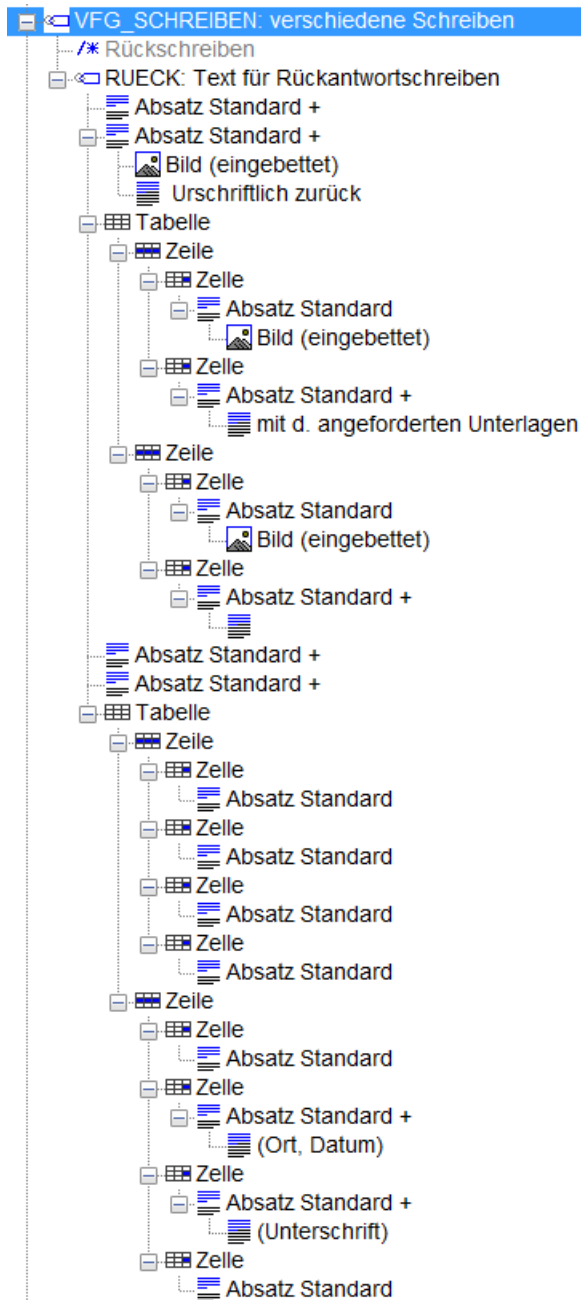 VFG_SCHREIBEN: verschiedene Schreiben
/* Rückschreiben
RUECK: Text für Rückantwortschreiben
Absatz Standard +
Absatz Standard +
Bild (eingebettet)
Urschriftlich zurück
Tabelle
Zeile
Zelle
Absatz Standard
Bild (eingebettet)
Zelle
Absatz Standard +
mit d. angeforderten Unterlagen
Zeile
Zelle
Absatz Standard
Bild (eingebettet)
Zelle
Absatz Standard +
Absatz Standard +
Absatz Standard +
Tabelle
Zeile
Zelle
Absatz Standard
Zelle
Absatz Standard
Zelle
Absatz Standard
Zelle
Absatz Standard
Zeile
Zelle
Absatz Standard
Zelle
Absatz Standard +
(Ort, Datum)
Zelle
Absatz Standard +
(Unterschrift)
Zelle
Absatz Standard